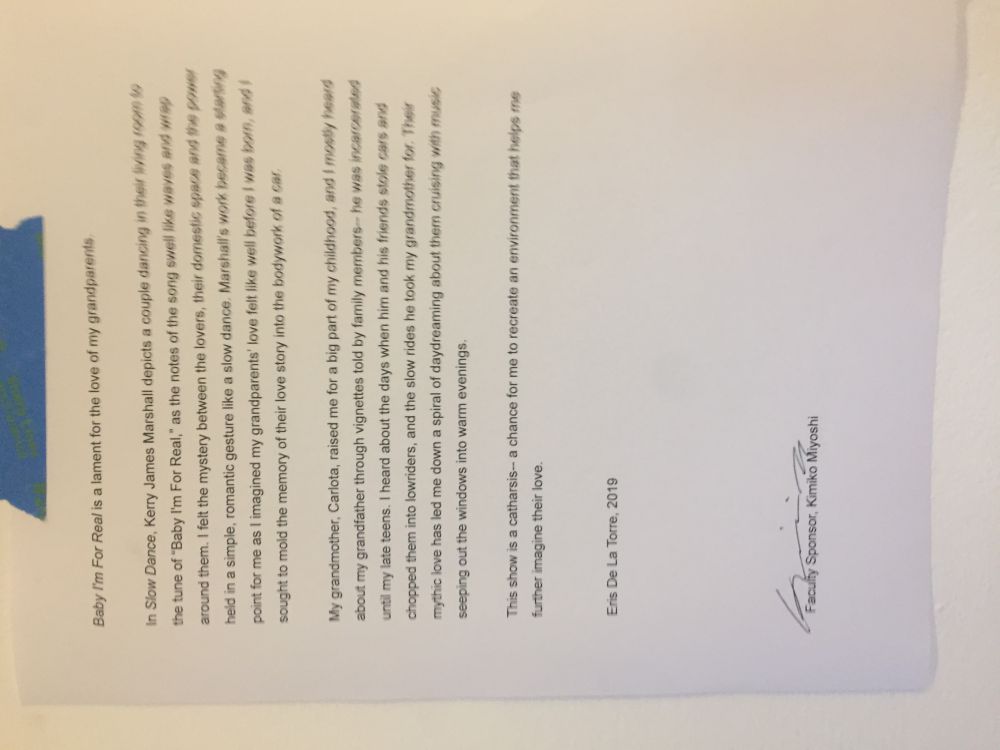 Baby I'm For Real is a lament for the love of my grandparents.
In Slow Dance, Kerry James Marshall depicts a couple dancing in their living room to
the tune of "Baby I'm For Real," as the notes of the song swell like waves and wrap
around them. I felt the mystery between the lovers, their domestic space and the power
held in a simple, romantic gesture like a slow dance. Marshall's work became a starting
point for me as I imagined my grandparents' love felt like well before I was born, and I
sought to mold the memory of their love story into the bodywork of a car.
My grandmother, Carlota, raised me for a big part of my childhood, and I mostly heard
about my grandfather through vignettes told by family members-- he was incarcerated
until my late teens. I heard about the days when him and his friends stole cars and
chopped them into lowriders, and the slow rides he took my grandmother for. Their
mythic love has led me down a spiral of daydreaming about them cruising with music
seeping out the windows into warm evenings.
This show is a catharsis-- a chance for me to recreate an environment that helps me
further imagine their love.
Eris De La Torre, 2019
Faculty Sponsor, Kimiko Miyoshi